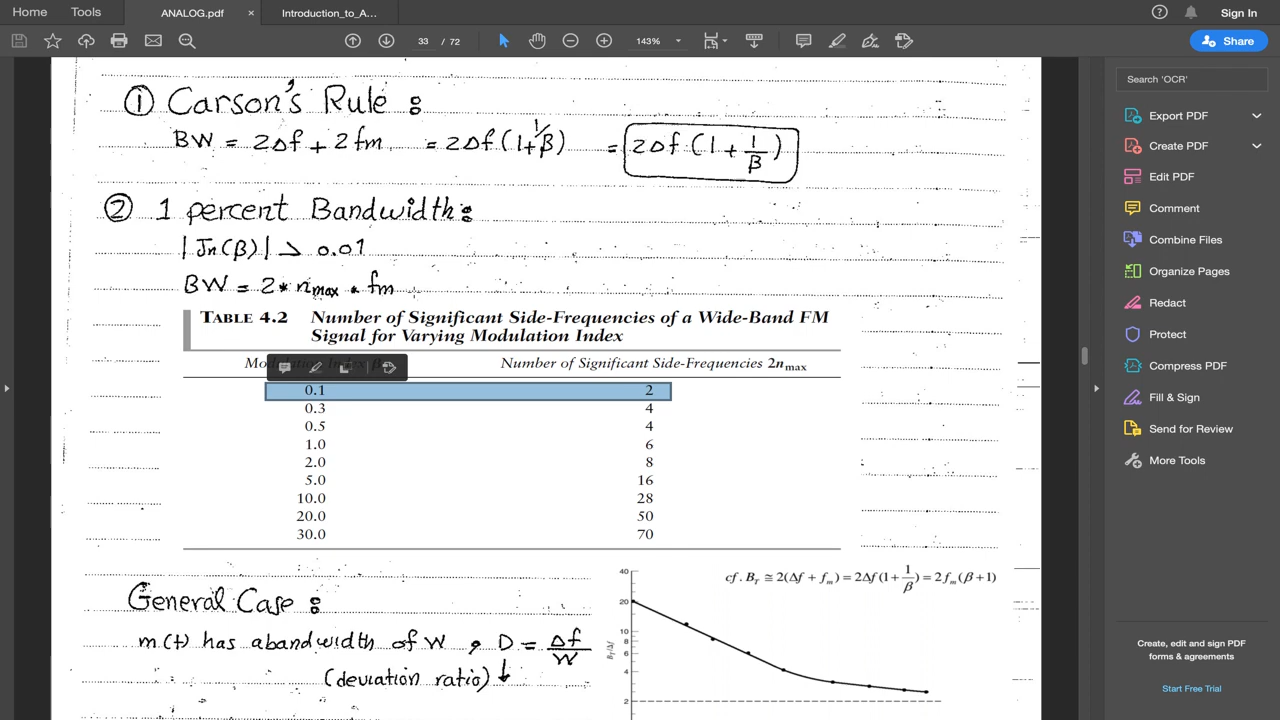 Home
Tools
ANALOG.pdf
×
Introduction_to_A...
Sign In
33 / 72
143%
Share
① Carson's Rule :
BW = 2Δf + 2fm = 2Δf (1+1/β) = 2Δf (1 + 1/β)
② 1 percent Bandwidth :
|Jn(β)| > 0.01
BW = 2 * nmax * fm
TABLE 4.2 Number of Significant Side-Frequencies of a Wide-Band FM
Signal for Varying Modulation Index
Number of Significant Side-Frequencies 2nmax
0.1 2
0.3 4
0.5 4
1.0 6
2.0 8
5.0 16
10.0 28
20.0 50
30.0 70
General Case :
m(t) has abandwidth of W , D = Δf/W
(deviation ratio) ↓
cf. B_T ≅ 2(Δf + f_m) = 2Δf(1+1/β) = 2f_m(β+1)
40
20
10
8
6
4
2
B_T/Δf
Search 'OCR'
Export PDF
Create PDF
Edit PDF
Comment
Combine Files
Organize Pages
Redact
Protect
Compress PDF
Fill & Sign
Send for Review
More Tools
Create, edit and sign PDF
forms & agreements
Start Free Trial